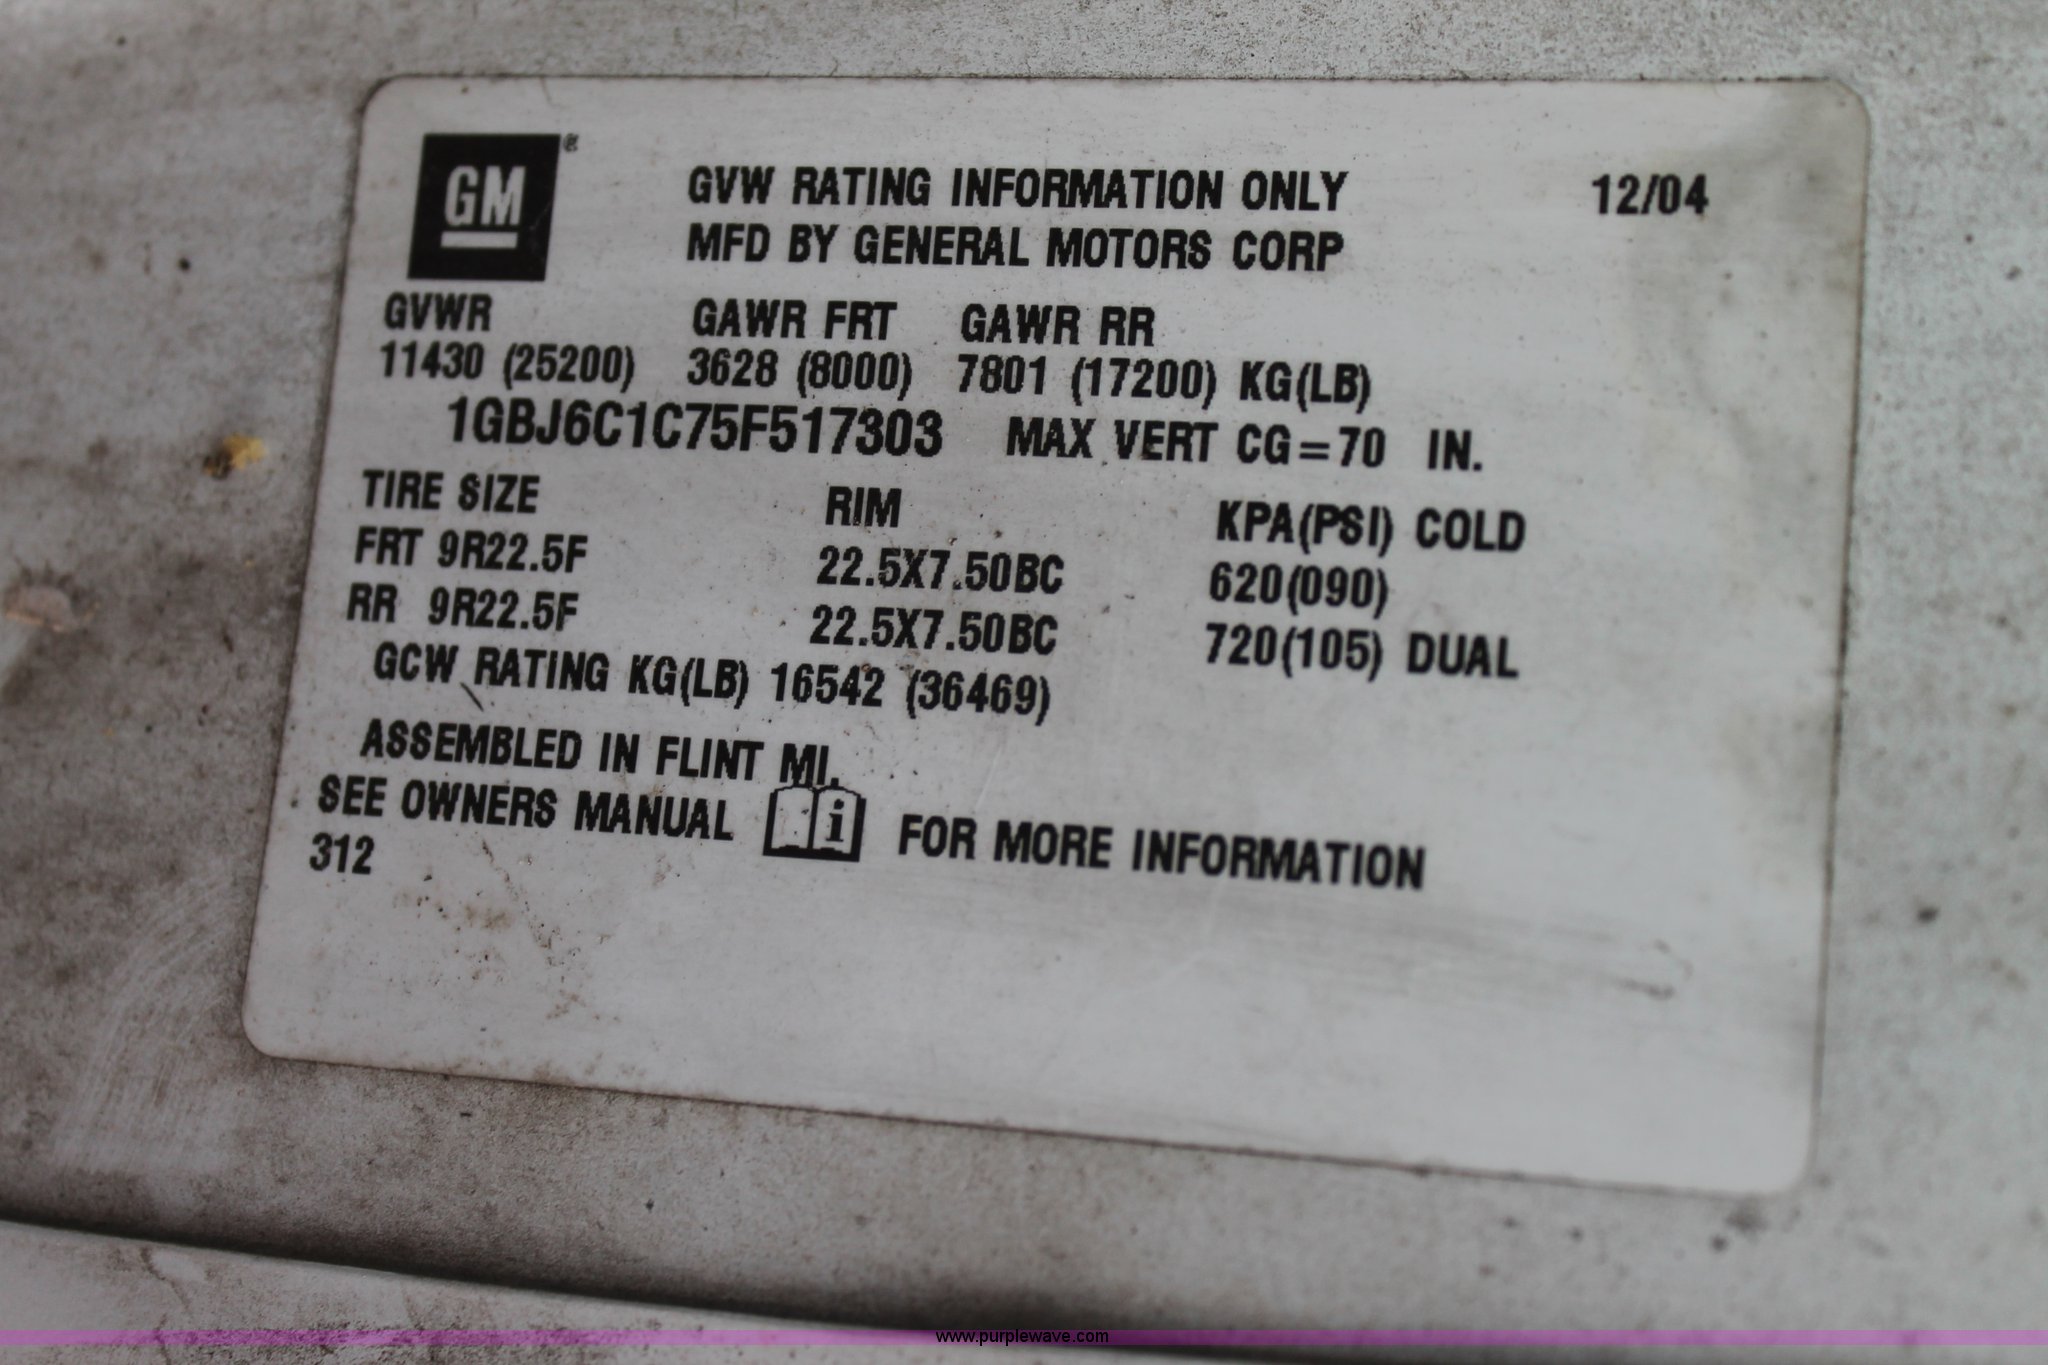 GM®
GVW RATING INFORMATION ONLY 12/04
MFD BY GENERAL MOTORS CORP
GVWR GAWR FRT GAWR RR
11430 (25200) 3628 (8000) 7801 (17200) KG(LB)
1GBJ6C1C75F517303 MAX VERT CG=70 IN.
TIRE SIZE RIM KPA(PSI) COLD
FRT 9R22.5F 22.5X7.50BC 620(090)
RR 9R22.5F 22.5X7.50BC 720(105) DUAL
GCW RATING KG(LB) 16542 (36469)
ASSEMBLED IN FLINT MI.
SEE OWNERS MANUAL i FOR MORE INFORMATION
312
www.purplewave.com